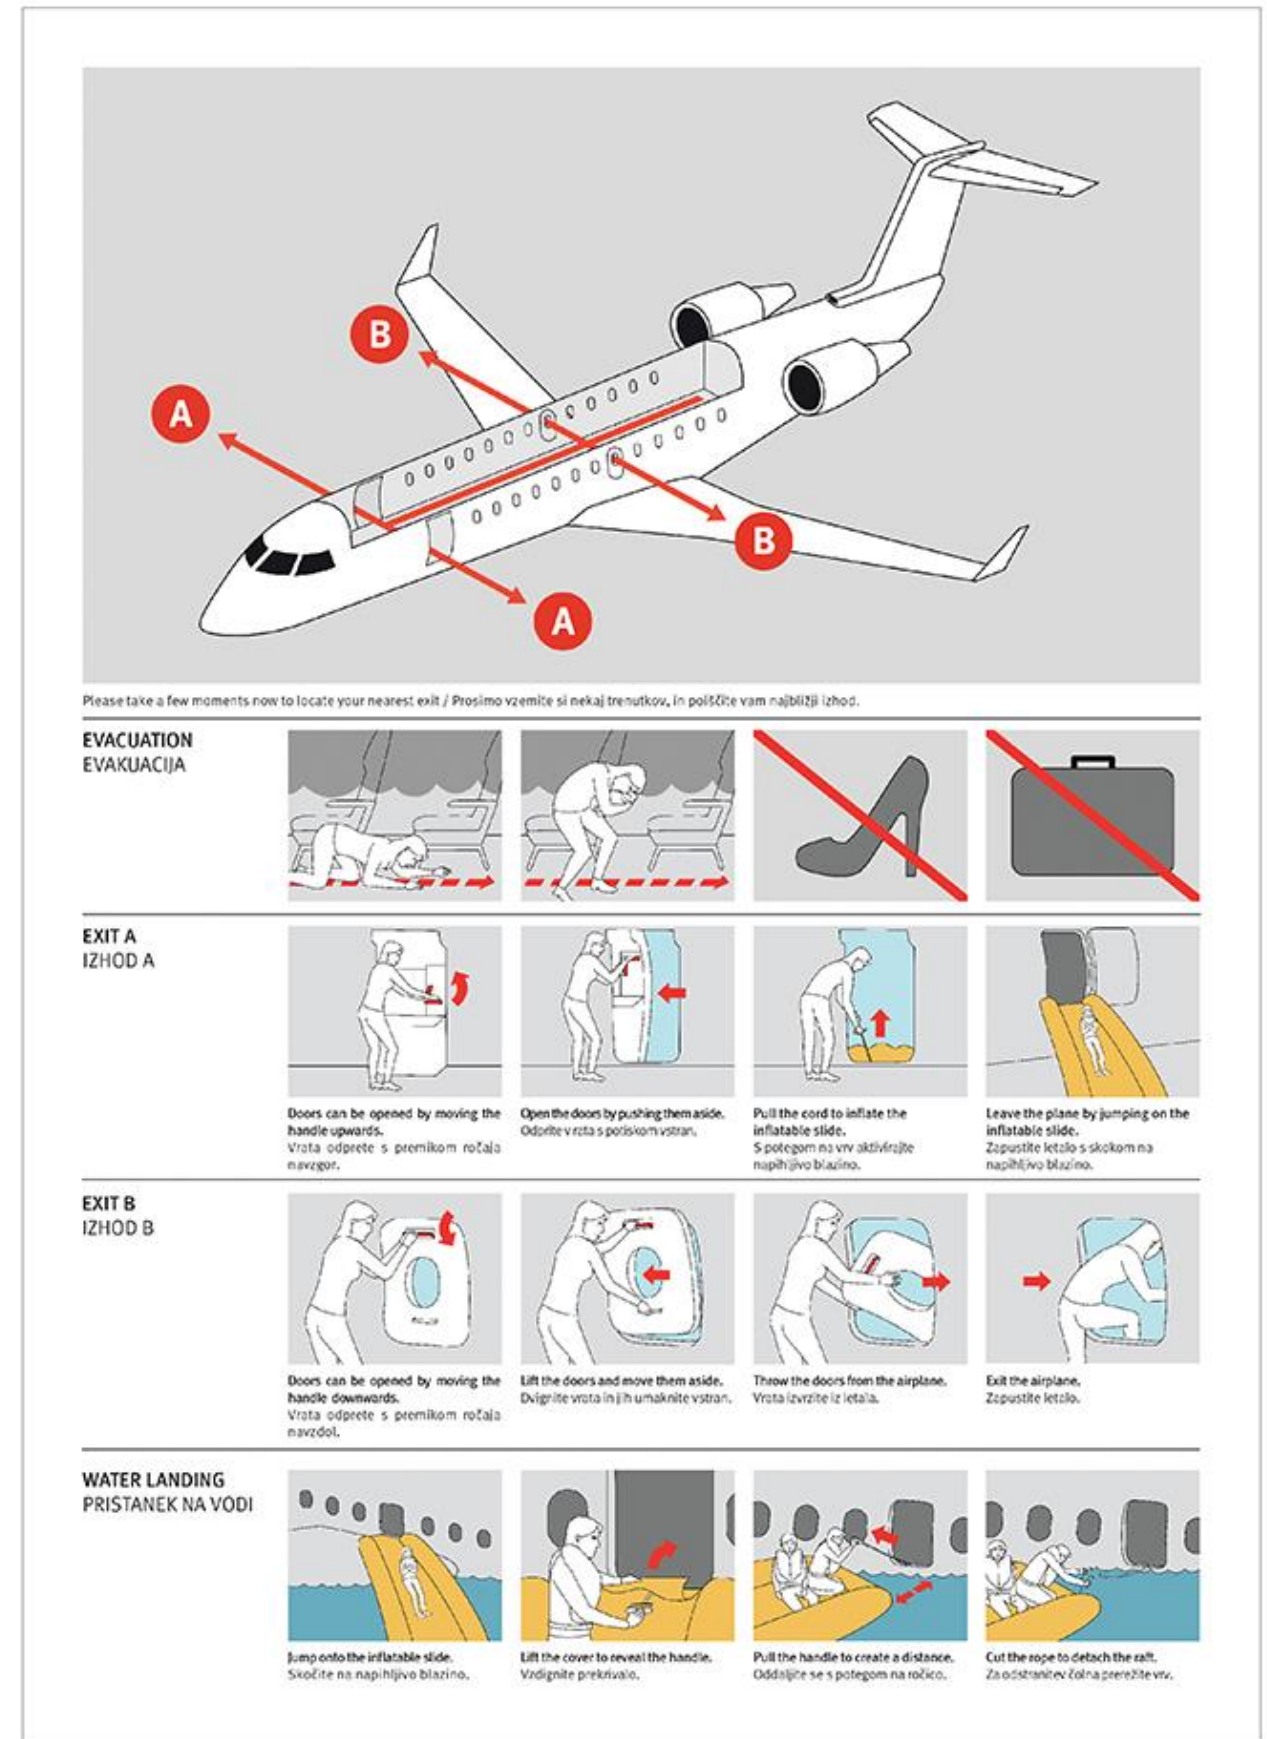 B
A
B
A
Please take a few moments now to locate your nearest exit / Prosimo vzemite si nekaj trenutkov, in poiščite vam najbližji izhod.
EVACUATION
EVAKUACIJA
EXIT A
IZHOD A
Doors can be opened by moving the
handle upwards.
Vrata odprete s premikom ročaja
navzgor.
Open the doors by pushing them aside.
Odprite vrata s potiskom vstran.
Pull the cord to inflate the
inflatable slide.
S potegom na vrv aktivirajte
napihljivo blazino.
Leave the plane by jumping on the
inflatable slide.
Zapustite letalo s skokom na
napihljivo blazino.
EXIT B
IZHOD B
Doors can be opened by moving the
handle downwards.
Vrata odprete s premikom ročaja
navzdol.
Lift the doors and move them aside.
Dvignite vrata in jih umaknite vstran.
Throw the doors from the airplane.
Vrata izvrzite iz letala.
Exit the airplane.
Zapustite letalo.
WATER LANDING
PRISTANEK NA VODI
Jump onto the inflatable slide.
Skočite na napihljivo blazino.
Lift the cover to reveal the handle.
Vzdignite prekrivalo.
Pull the handle to create a distance.
Oddaljite se s potegom na ročico.
Cut the rope to detach the raft.
Za odstranitev čolna prerežite vrv.